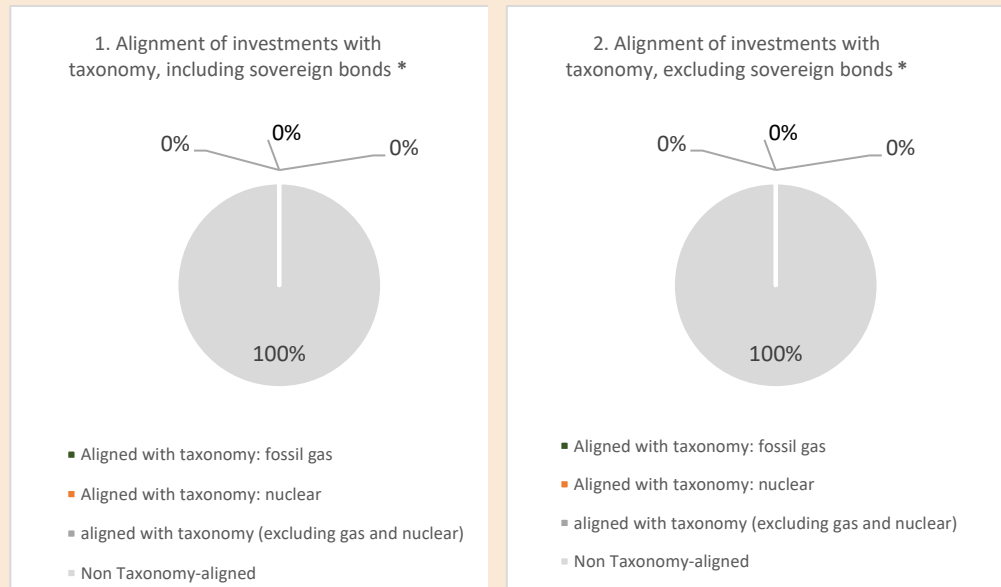 1. Alignment of investments with
taxonomy, including sovereign bonds *
0%
0%
0%
100%
Aligned with taxonomy: fossil gas
Aligned with taxonomy: nuclear
aligned with taxonomy (excluding gas and nuclear)
Non Taxonomy-aligned
2. Alignment of investments with
taxonomy, excluding sovereign bonds *
0%
0%
0%
100%
Aligned with taxonomy: fossil gas
Aligned with taxonomy: nuclear
aligned with taxonomy (excluding gas and nuclear)
Non Taxonomy-aligned